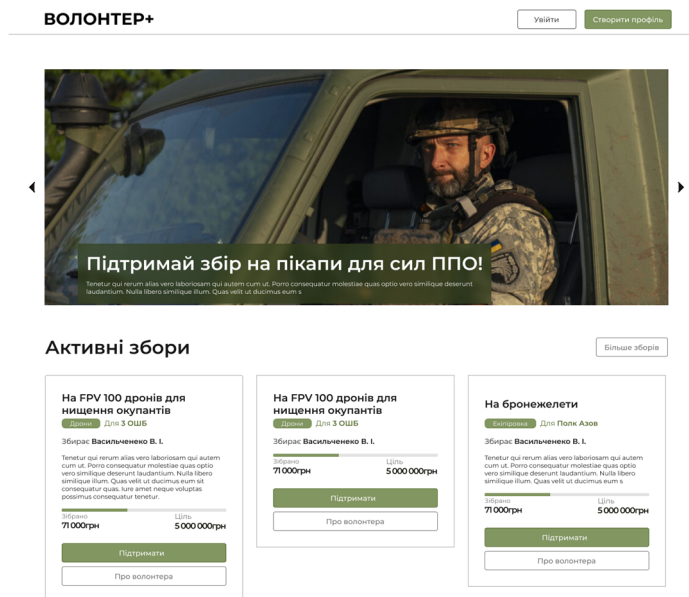 ВОЛОНТЕР+
Увійти
Створити профіль
Підтримай збір на пікапи для сил ППО!
Tenetur qui rerum alias vero laboriosam qui autem cum ut. Porro consequatur molestiae quas optio vero similique deserunt
laudantium. Nulla libero similique illum. Quas velit ut ducimus eum s
Активні збори
Більше зборів
На FPV 100 дронів для
нищення окупантів
Дрони Для 3 ОШБ
Збирає Васильченеко В. І.
Tenetur qui rerum alias vero laboriosam qui autem
cum ut. Porro consequatur molestiae quas optio
vero similique deserunt laudantium. Nulla libero
similique illum. Quas velit ut ducimus eum sit
consequatur quas. Iure amet neque voluptas
possimus consequatur tenetur.
Зібрано Ціль
71 000грн 5 000 000грн
Підтримати
Про волонтера
На FPV 100 дронів для
нищення окупантів
Дрони Для 3 ОШБ
Збирає Васильченеко В. І.
Зібрано Ціль
71 000грн 5 000 000грн
Підтримати
Про волонтера
На бронежелети
Екіпіровка Для Полк Азов
Збирає Васильченеко В. І.
Tenetur qui rerum alias vero laboriosam qui autem
cum ut. Porro consequatur molestiae quas optio
vero similique deserunt laudantium. Nulla libero
similique illum. Quas velit ut ducimus eum s
Зібрано Ціль
71 000грн 5 000 000грн
Підтримати
Про волонтера